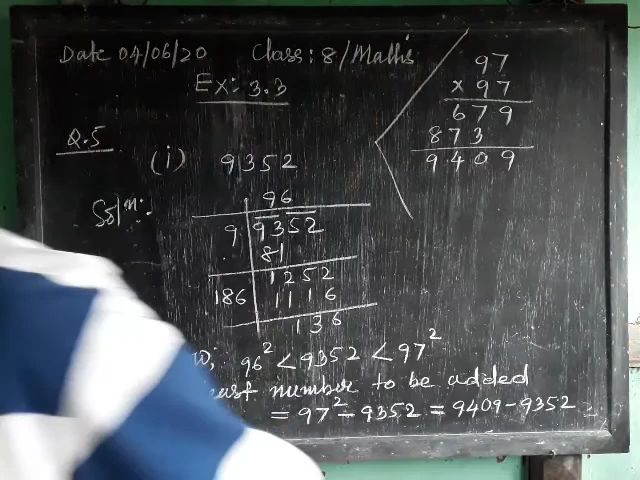 Date 04/06/20 Class: 8/Maths
Ex: 3.3
Q.5
(i) 9352
Sol^n:-
96
9 9352
81
1252
186 1116
136
96² < 9352 < 97²
number to be added
= 97² - 9352 = 9409 - 9352
97
x 97
679
873
9409